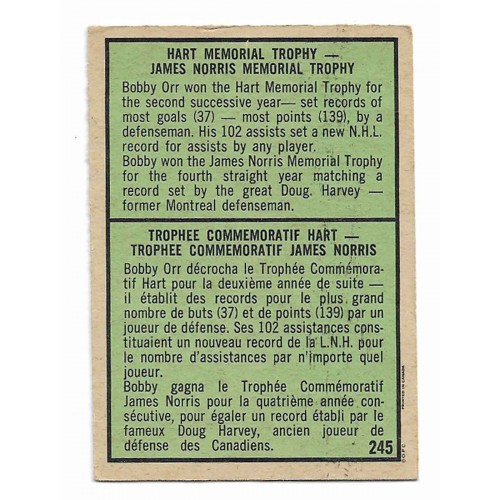 HART MEMORIAL TROPHY —
JAMES NORRIS MEMORIAL TROPHY
Bobby Orr won the Hart Memorial Trophy for
the second successive year— set records of
most goals (37) — most points (139), by a
defenseman. His 102 assists set a new N.H.L.
record for assists by any player.
Bobby won the James Norris Memorial Trophy
for the fourth straight year matching a
record set by the great Doug. Harvey —
former Montreal defenseman.
TROPHEE COMMEMORATIF HART —
TROPHEE COMMEMORATIF JAMES NORRIS
Bobby Orr décrocha le Trophée Commémora-
tif Hart pour la deuxième année de suite —
il établit des records pour le plus grand
nombre de buts (37) et de points (139) par un
joueur de défense. Ses 102 assistances cons-
tituaient un nouveau record de la L.N.H. pour
le nombre d'assistances par n'importe quel
joueur.
Bobby gagna le Trophée Commémoratif
James Norris pour la quatrième année con-
sécutive, pour égaler un record établi par le
fameux Doug Harvey, ancien joueur de
défense des Canadiens.
245
O.P.C. PRINTED IN CANADA